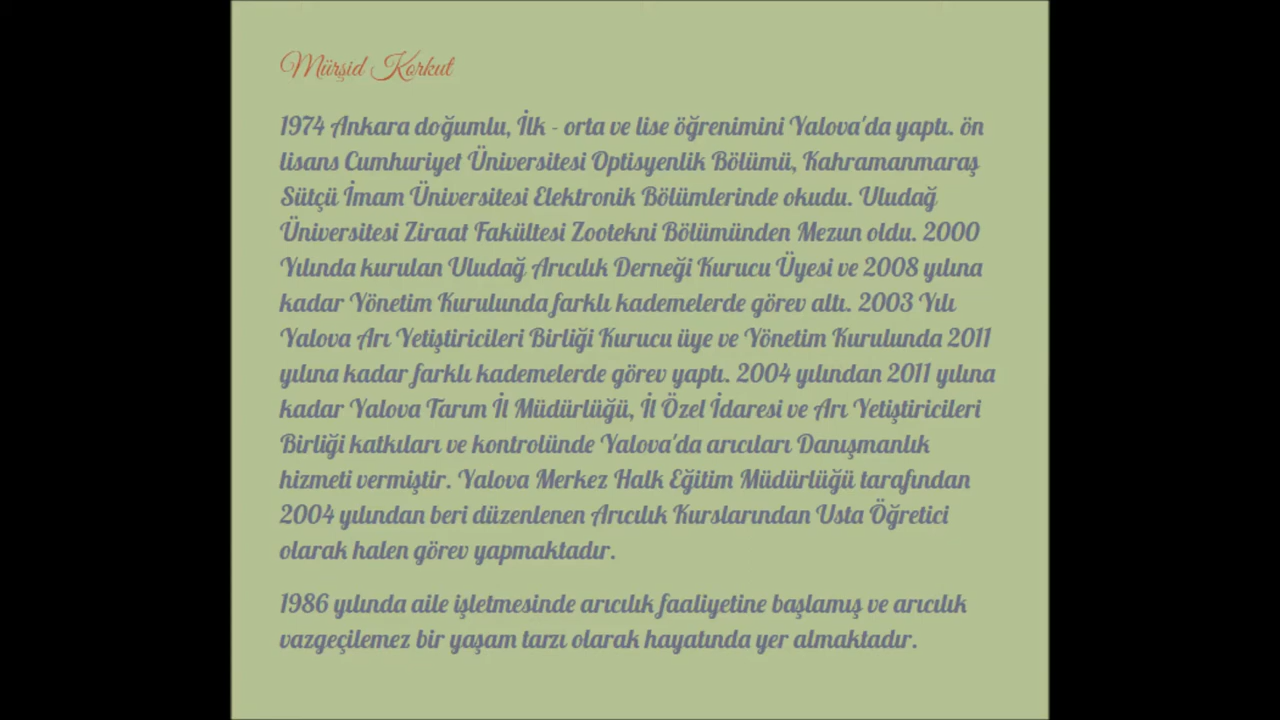 Mürşid Korkut
1974 Ankara doğumlu, İlk - orta ve lise öğrenimini Yalova'da yaptı. ön
lisans Cumhuriyet Üniversitesi Optisyenlik Bölümü, Kahramanmaraş
Sütçü İmam Üniversitesi Elektronik Bölümlerinde okudu. Uludağ
Üniversitesi Ziraat Fakültesi Zootekni Bölümünden Mezun oldu. 2000
Yılında kurulan Uludağ Arıcılık Derneği Kurucu Üyesi ve 2008 yılına
kadar Yönetim Kurulunda farklı kademelerde görev altı. 2003 Yılı
Yalova Arı Yetiştiricileri Birliği Kurucu üye ve Yönetim Kurulunda 2011
yılına kadar farklı kademelerde görev yaptı. 2004 yılından 2011 yılına
kadar Yalova Tarım İl Müdürlüğü, İl Özel İdaresi ve Arı Yetiştiricileri
Birliği katkıları ve kontrolünde Yalova'da arıcıları Danışmanlık
hizmeti vermiştir. Yalova Merkez Halk Eğitim Müdürlüğü tarafından
2004 yılından beri düzenlenen Arıcılık Kurslarından Usta Öğretici
olarak halen görev yapmaktadır.
1986 yılında aile işletmesinde arıcılık faaliyetine başlamış ve arıcılık
vazgeçilemez bir yaşam tarzı olarak hayatında yer almaktadır.